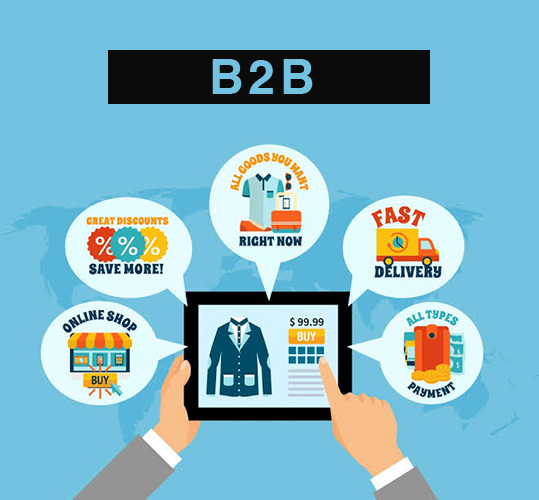 B2B
ALL GOODS YOU WANT
RIGHT NOW
GREAT DISCOUNTS
% % %
SAVE MORE!
FAST
DELIVERY
ONLINE SHOP
BUY
$ 99.99
BUY
ALL TYPES
PAYMENT